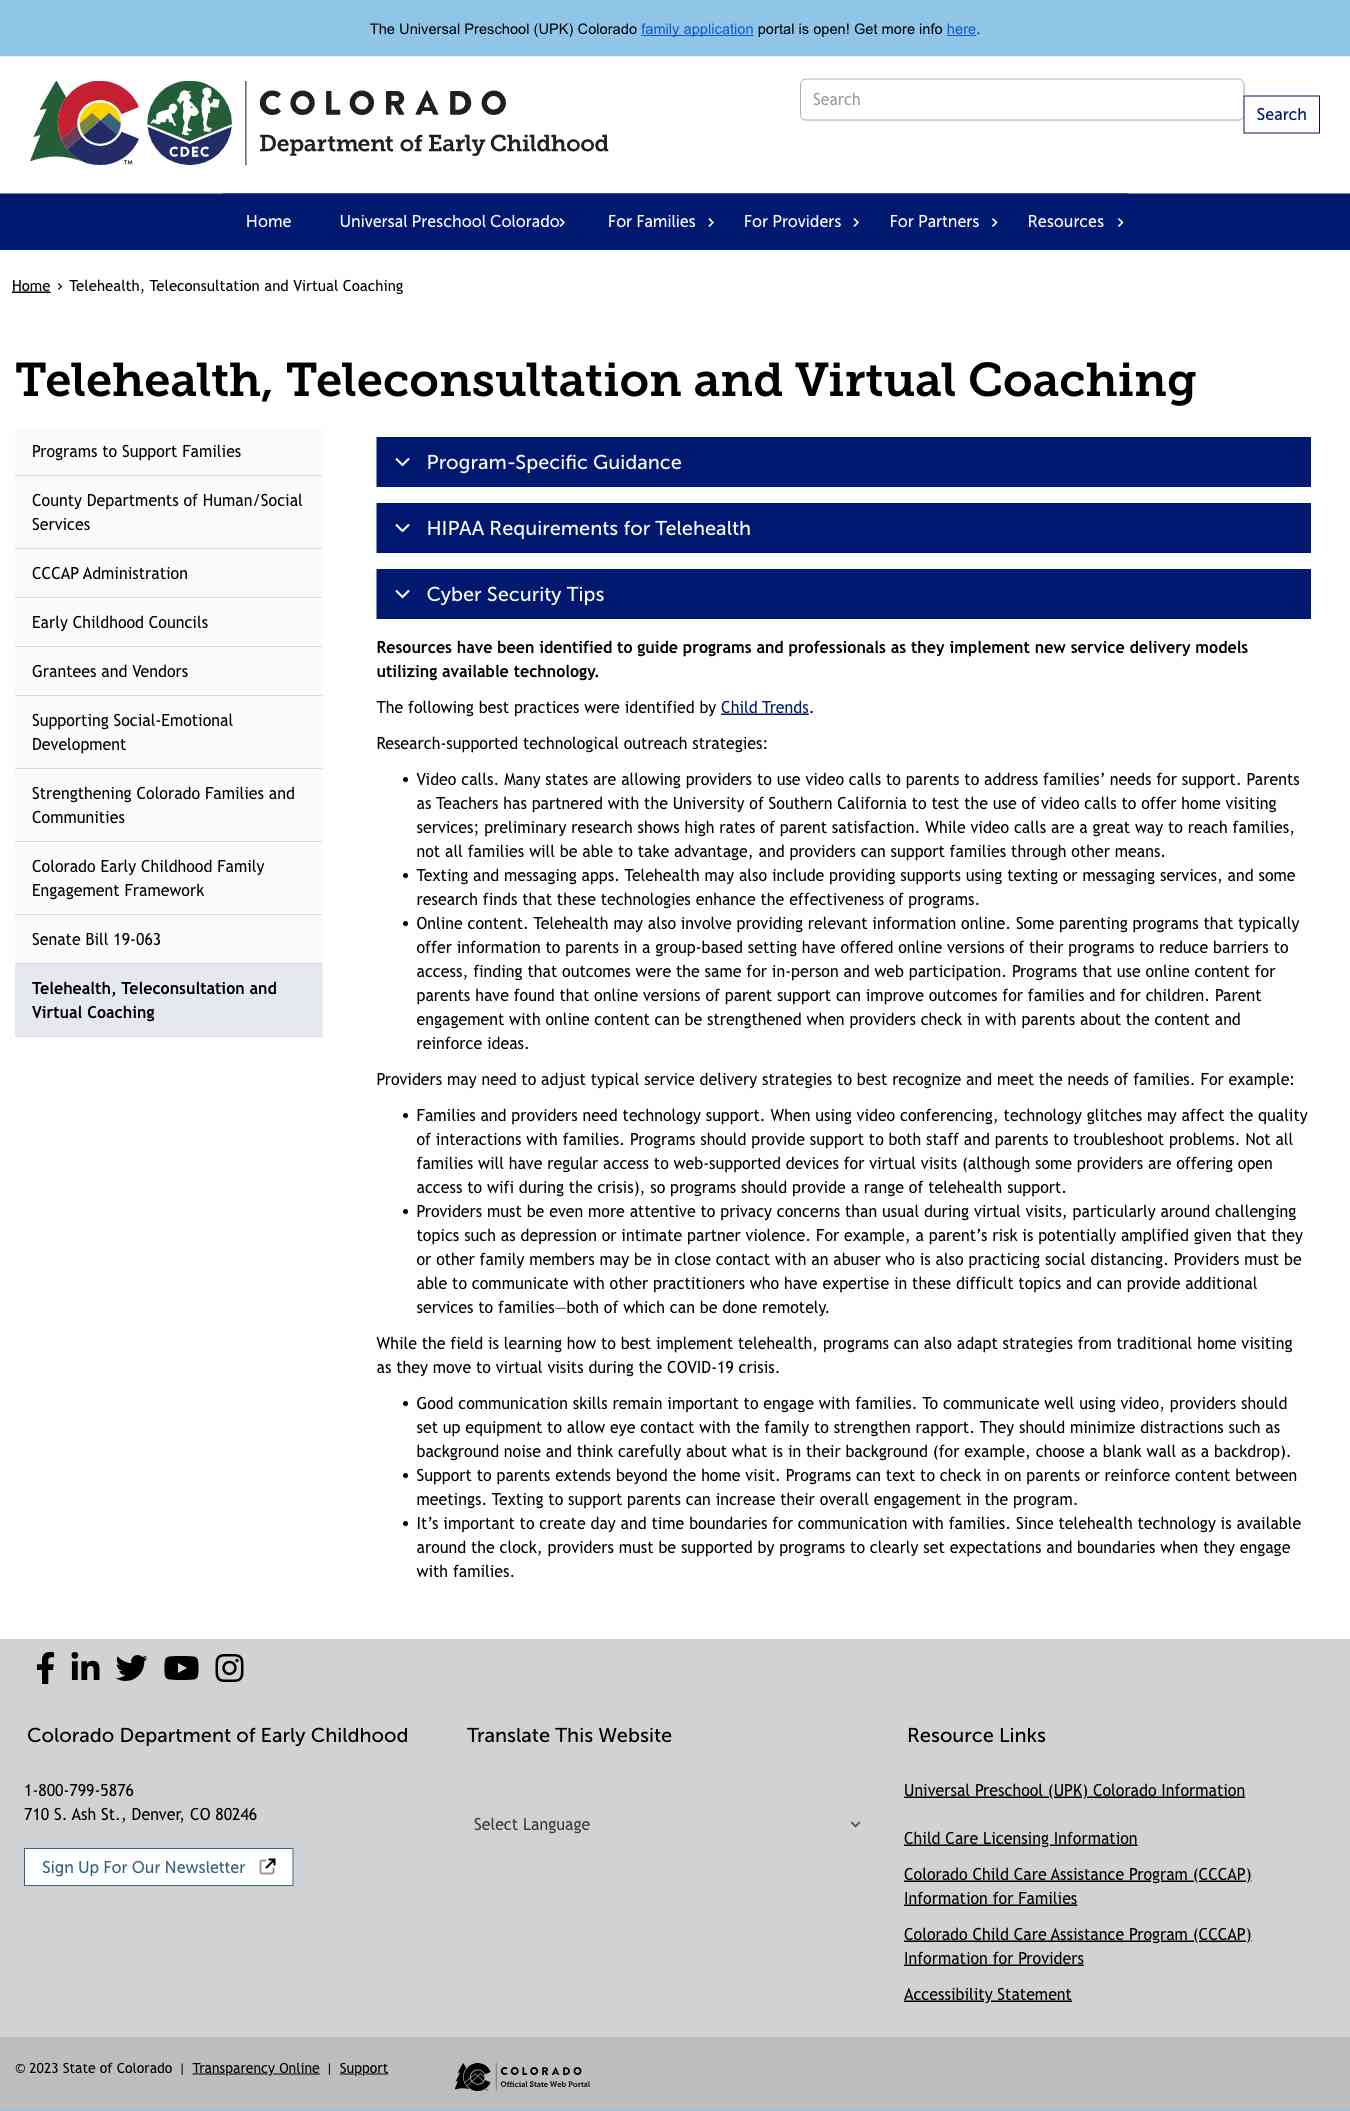 The Universal Preschool (UPK) Colorado family application portal is open! Get more info here.
COLORADO
Department of Early Childhood
CDEC
TM
Search
Search
Home
Universal Preschool Colorado
For Families
For Providers
For Partners
Resources
Home › Telehealth, Teleconsultation and Virtual Coaching
Telehealth, Teleconsultation and Virtual Coaching
Programs to Support Families
County Departments of Human/Social
Services
CCCAP Administration
Early Childhood Councils
Grantees and Vendors
Supporting Social-Emotional
Development
Strengthening Colorado Families and
Communities
Colorado Early Childhood Family
Engagement Framework
Senate Bill 19-063
Telehealth, Teleconsultation and
Virtual Coaching
Program-Specific Guidance
HIPAA Requirements for Telehealth
Cyber Security Tips
Resources have been identified to guide programs and professionals as they implement new service delivery models
utilizing available technology.
The following best practices were identified by Child Trends.
Research-supported technological outreach strategies:
• Video calls. Many states are allowing providers to use video calls to parents to address families’ needs for support. Parents
as Teachers has partnered with the University of Southern California to test the use of video calls to offer home visiting
services; preliminary research shows high rates of parent satisfaction. While video calls are a great way to reach families,
not all families will be able to take advantage, and providers can support families through other means.
• Texting and messaging apps. Telehealth may also include providing supports using texting or messaging services, and some
research finds that these technologies enhance the effectiveness of programs.
• Online content. Telehealth may also involve providing relevant information online. Some parenting programs that typically
offer information to parents in a group-based setting have offered online versions of their programs to reduce barriers to
access, finding that outcomes were the same for in-person and web participation. Programs that use online content for
parents have found that online versions of parent support can improve outcomes for families and for children. Parent
engagement with online content can be strengthened when providers check in with parents about the content and
reinforce ideas.
Providers may need to adjust typical service delivery strategies to best recognize and meet the needs of families. For example:
• Families and providers need technology support. When using video conferencing, technology glitches may affect the quality
of interactions with families. Programs should provide support to both staff and parents to troubleshoot problems. Not all
families will have regular access to web-supported devices for virtual visits (although some providers are offering open
access to wifi during the crisis), so programs should provide a range of telehealth support.
• Providers must be even more attentive to privacy concerns than usual during virtual visits, particularly around challenging
topics such as depression or intimate partner violence. For example, a parent’s risk is potentially amplified given that they
or other family members may be in close contact with an abuser who is also practicing social distancing. Providers must be
able to communicate with other practitioners who have expertise in these difficult topics and can provide additional
services to families—both of which can be done remotely.
While the field is learning how to best implement telehealth, programs can also adapt strategies from traditional home visiting
as they move to virtual visits during the COVID-19 crisis.
• Good communication skills remain important to engage with families. To communicate well using video, providers should
set up equipment to allow eye contact with the family to strengthen rapport. They should minimize distractions such as
background noise and think carefully about what is in their background (for example, choose a blank wall as a backdrop).
• Support to parents extends beyond the home visit. Programs can text to check in on parents or reinforce content between
meetings. Texting to support parents can increase their overall engagement in the program.
• It’s important to create day and time boundaries for communication with families. Since telehealth technology is available
around the clock, providers must be supported by programs to clearly set expectations and boundaries when they engage
with families.
Colorado Department of Early Childhood
1-800-799-5876
710 S. Ash St., Denver, CO 80246
Sign Up For Our Newsletter
Translate This Website
Select Language
Resource Links
Universal Preschool (UPK) Colorado Information
Child Care Licensing Information
Colorado Child Care Assistance Program (CCCAP)
Information for Families
Colorado Child Care Assistance Program (CCCAP)
Information for Providers
Accessibility Statement
© 2023 State of Colorado | Transparency Online | Support
COLORADO
Official State Web Portal